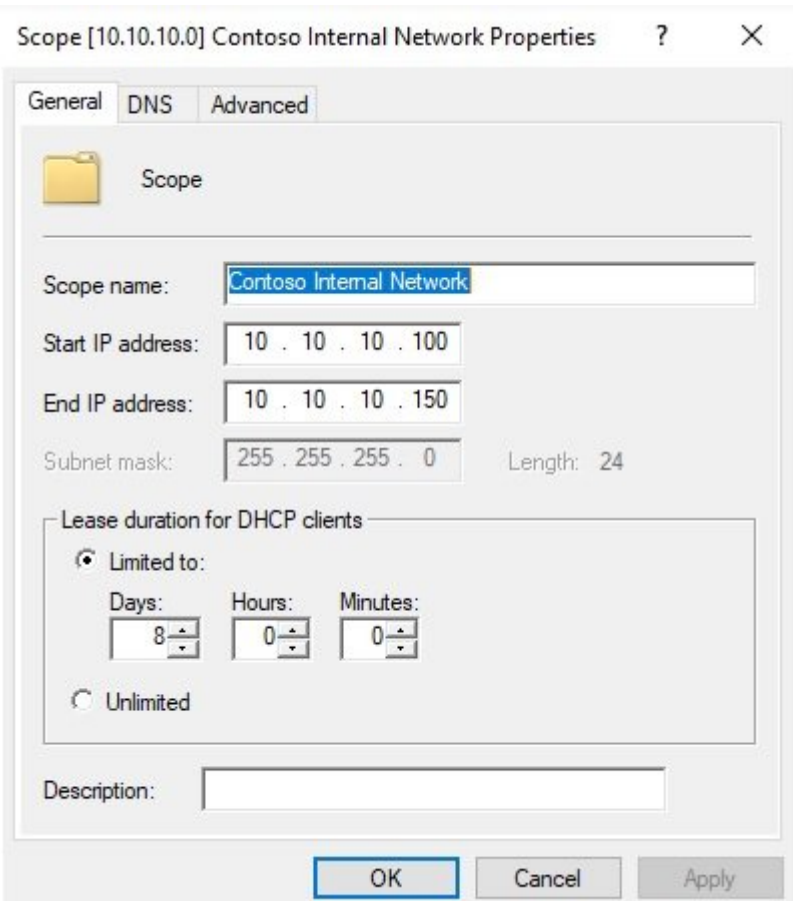 Scope [10.10.10.0] Contoso Internal Network Properties ? ×
General DNS Advanced
Scope
Scope name: Contoso Internal Network
Start IP address: 10 . 10 . 10 . 100
End IP address: 10 . 10 . 10 . 150
Subnet mask: 255 . 255 . 255 . 0 Length: 24
Lease duration for DHCP clients
Limited to:
Days: Hours: Minutes:
8 0 0
Unlimited
Description:
OK Cancel Apply